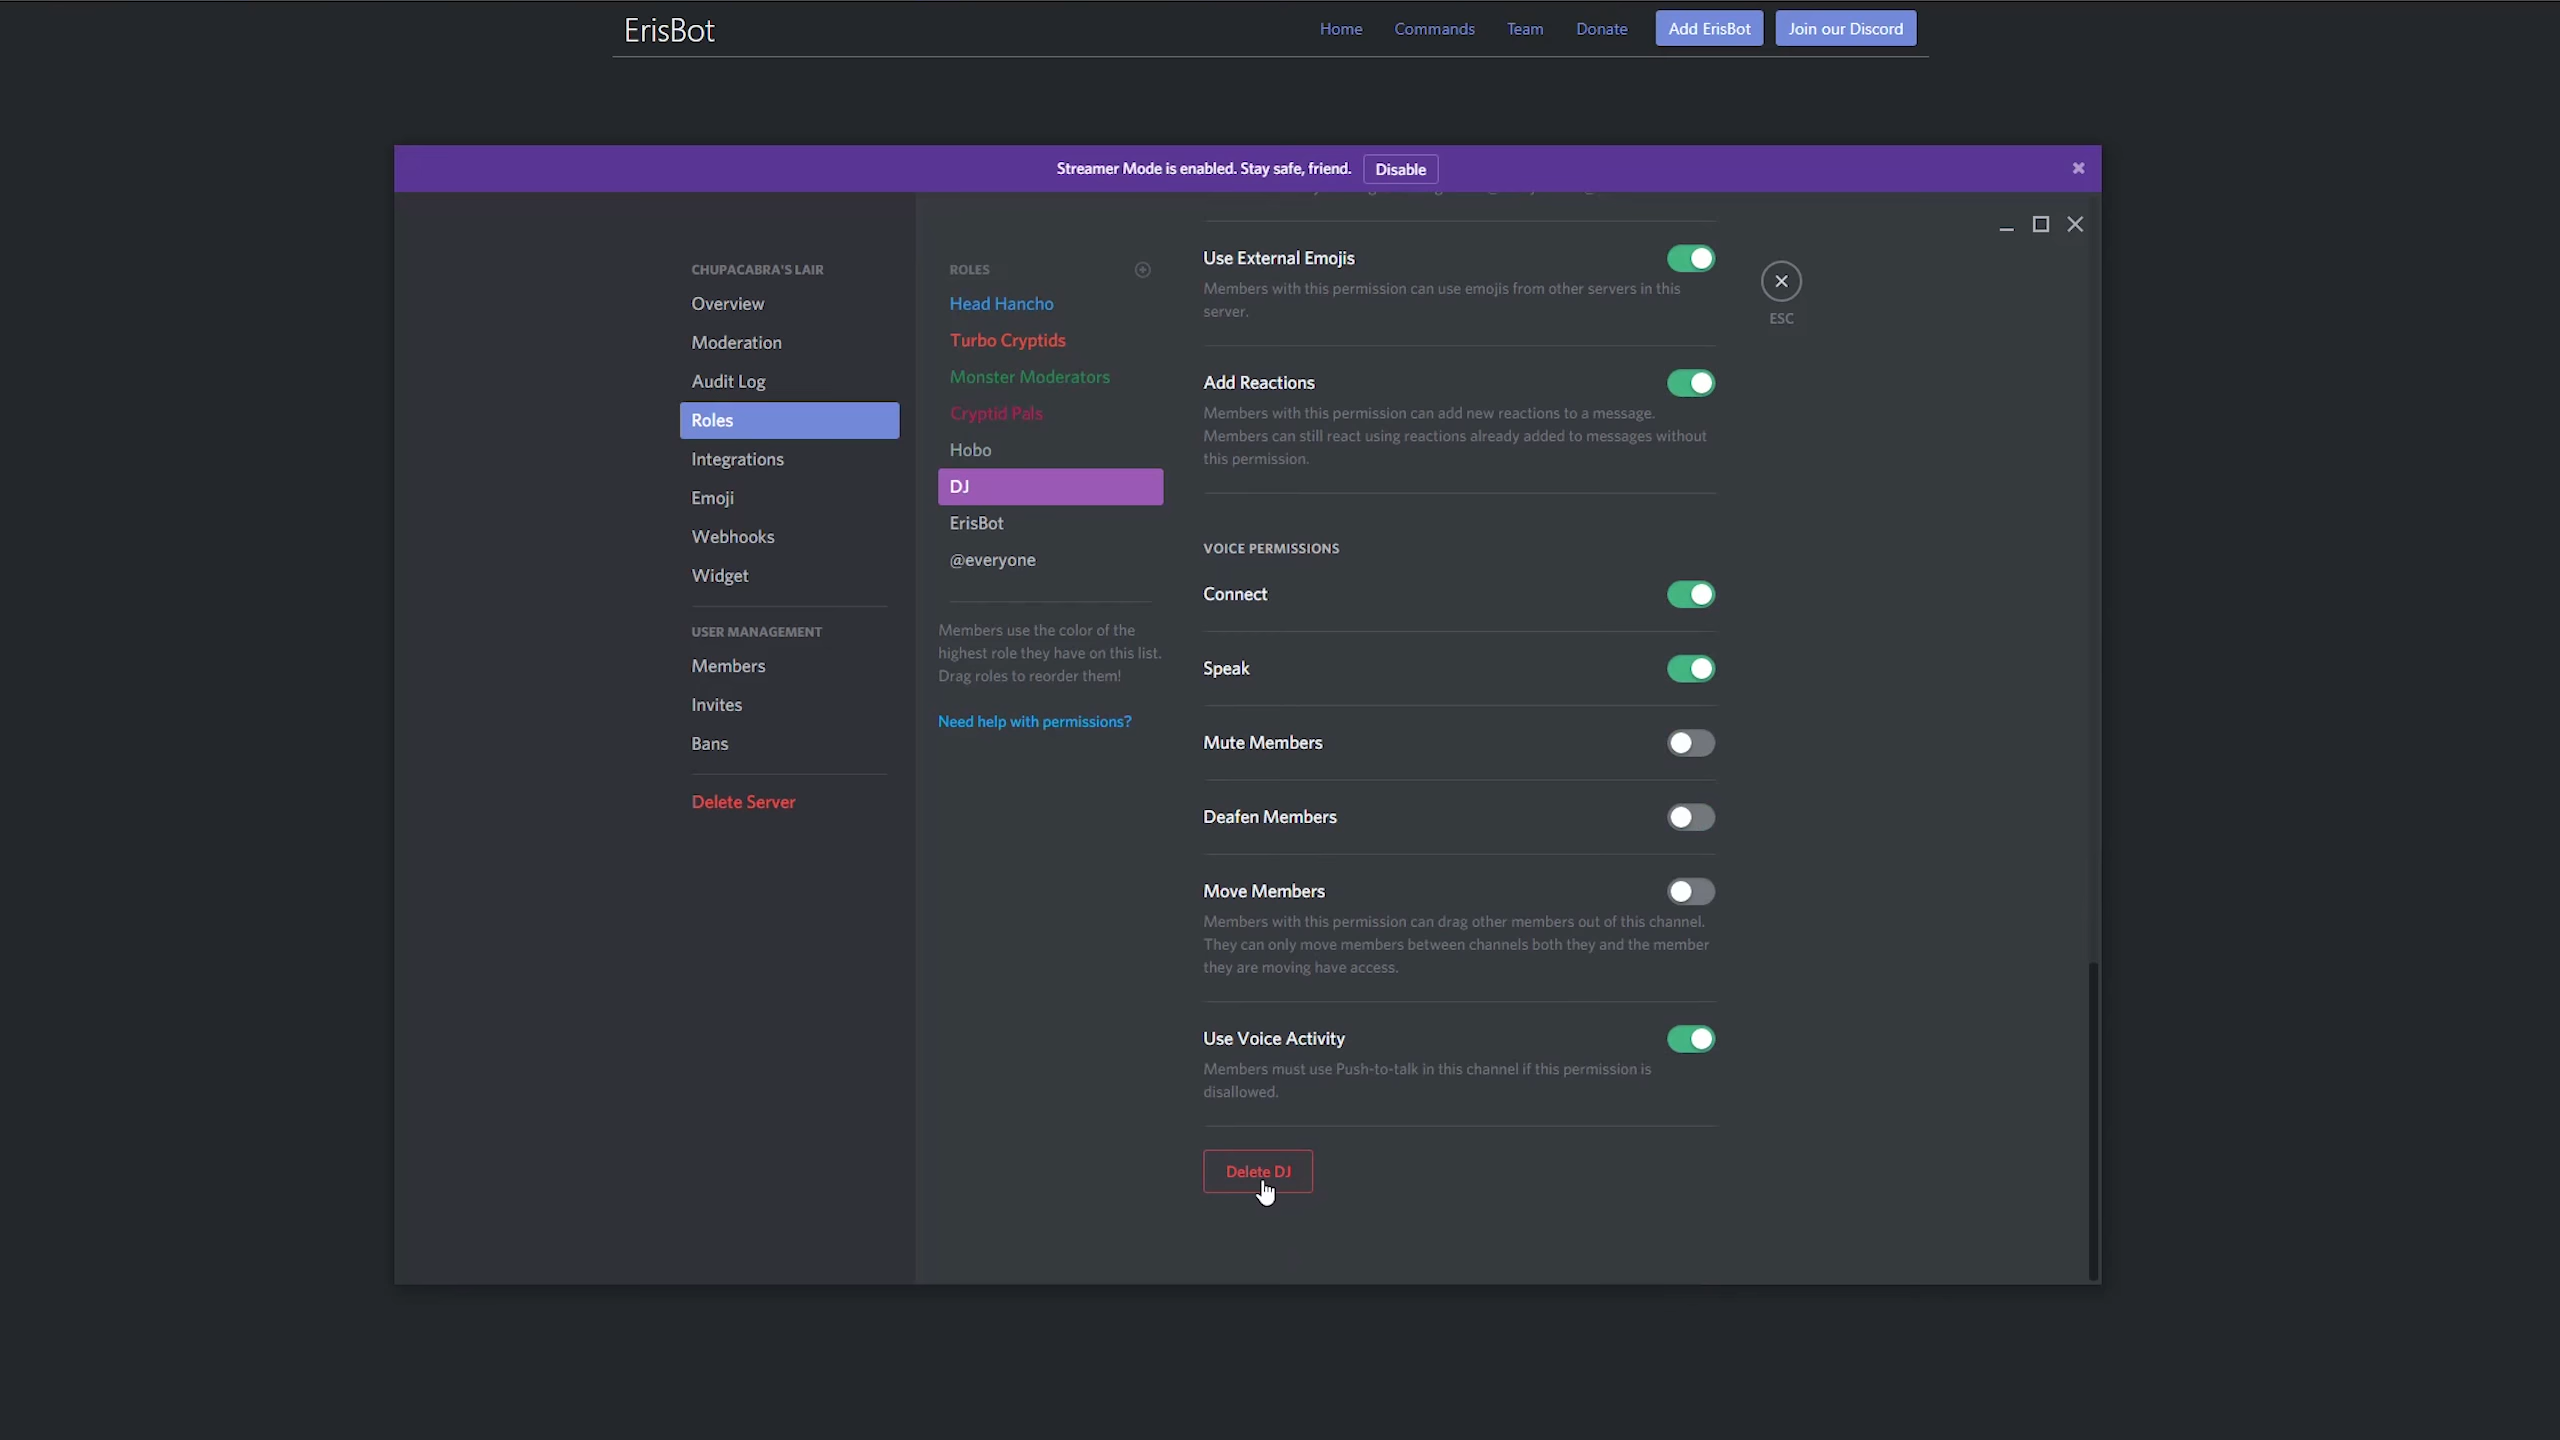 ErisBot
Home Commands Team Donate Add ErisBot Join our Discord
Streamer Mode is enabled. Stay safe, friend. Disable
CHUPACABRA'S LAIR
Overview
Moderation
Audit Log
Roles
Integrations
Emoji
Webhooks
Widget
USER MANAGEMENT
Members
Invites
Bans
Delete Server
ROLES
Head Hancho
Turbo Cryptids
Monster Moderators
Cryptid Pals
Hobo
DJ
ErisBot
@everyone
Members use the color of the
highest role they have on this list.
Drag roles to reorder them!
Need help with permissions?
Use External Emojis
Members with this permission can use emojis from other servers in this
server.
Add Reactions
Members with this permission can add new reactions to a message.
Members can still react using reactions already added to messages without
this permission.
VOICE PERMISSIONS
Connect
Speak
Mute Members
Deafen Members
Move Members
Members with this permission can drag other members out of this channel.
They can only move members between channels both they and the member
they are moving have access.
Use Voice Activity
Members must use Push-to-talk in this channel if this permission is
disallowed.
Delete DJ
ESC